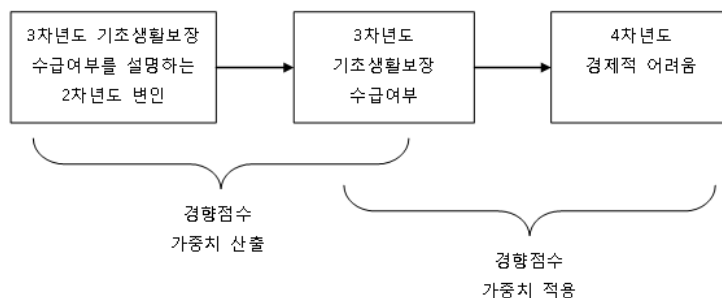 3차년도 기초생활보장
수급여부를 설명하는
2차년도 변인
3차년도
기초생활보장
수급여부
4차년도
경제적 어려움
경향점수
가중치 산출
경향점수
가중치 적용